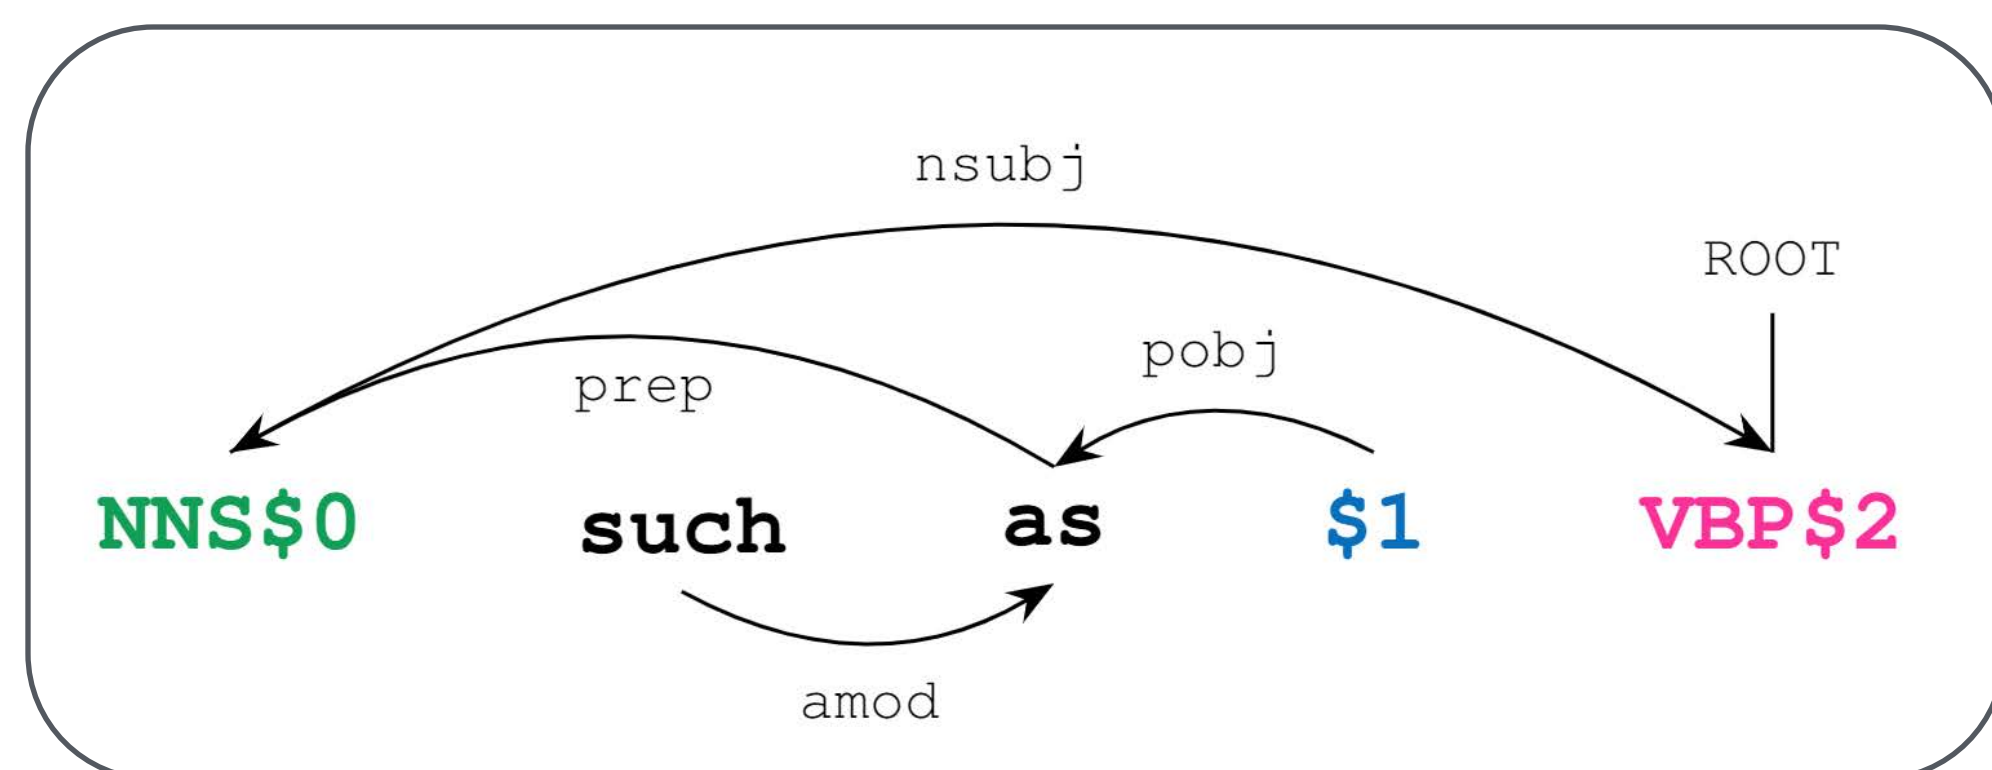 nsubj
ROOT
pobj
prep
NNS$0 such as $1 VBP$2
amod